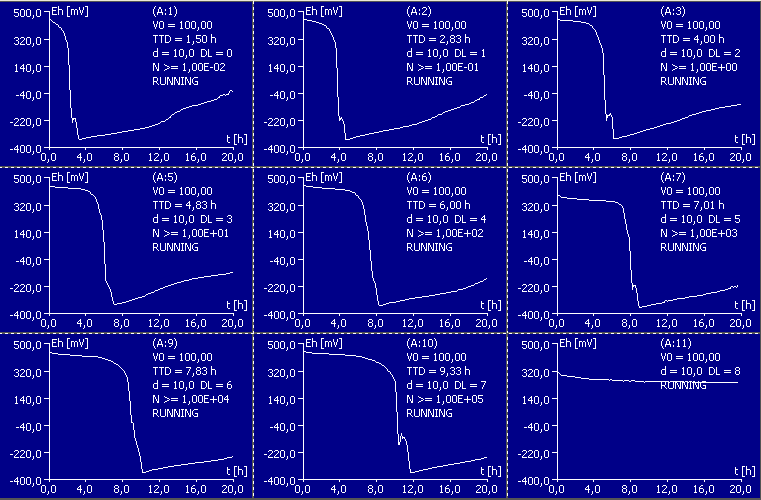 500,0 Eh [mV] (A:1)
V0 = 100,00
320,0 TTD = 1,50 h
d = 10,0 DL = 0
140,0 N >= 1,00E-02
RUNNING
-40,0
-220,0
t [h]
-400,0
0,0 4,0 8,0 12,0 16,0 20,0
500,0 Eh [mV] (A:2)
V0 = 100,00
320,0 TTD = 2,83 h
d = 10,0 DL = 1
140,0 N >= 1,00E-01
RUNNING
-40,0
-220,0
t [h]
-400,0
0,0 4,0 8,0 12,0 16,0 20,0
500,0 Eh [mV] (A:3)
V0 = 100,00
320,0 TTD = 4,00 h
d = 10,0 DL = 2
140,0 N >= 1,00E+00
RUNNING
-40,0
-220,0
t [h]
-400,0
0,0 4,0 8,0 12,0 16,0 20,0
500,0 Eh [mV] (A:5)
V0 = 100,00
320,0 TTD = 4,83 h
d = 10,0 DL = 3
140,0 N >= 1,00E+01
RUNNING
-40,0
-220,0
t [h]
-400,0
0,0 4,0 8,0 12,0 16,0 20,0
500,0 Eh [mV] (A:6)
V0 = 100,00
320,0 TTD = 6,00 h
d = 10,0 DL = 4
140,0 N >= 1,00E+02
RUNNING
-40,0
-220,0
t [h]
-400,0
0,0 4,0 8,0 12,0 16,0 20,0
500,0 Eh [mV] (A:7)
V0 = 100,00
320,0 TTD = 7,01 h
d = 10,0 DL = 5
140,0 N >= 1,00E+03
RUNNING
-40,0
-220,0
t [h]
-400,0
0,0 4,0 8,0 12,0 16,0 20,0
500,0 Eh [mV] (A:9)
V0 = 100,00
320,0 TTD = 7,83 h
d = 10,0 DL = 6
140,0 N >= 1,00E+04
RUNNING
-40,0
-220,0
t [h]
-400,0
0,0 4,0 8,0 12,0 16,0 20,0
500,0 Eh [mV] (A:10)
V0 = 100,00
320,0 TTD = 9,33 h
d = 10,0 DL = 7
140,0 N >= 1,00E+05
RUNNING
-40,0
-220,0
t [h]
-400,0
0,0 4,0 8,0 12,0 16,0 20,0
500,0 Eh [mV] (A:11)
V0 = 100,00
320,0 d = 10,0 DL = 8
RUNNING
140,0
-40,0
-220,0
t [h]
-400,0
0,0 4,0 8,0 12,0 16,0 20,0